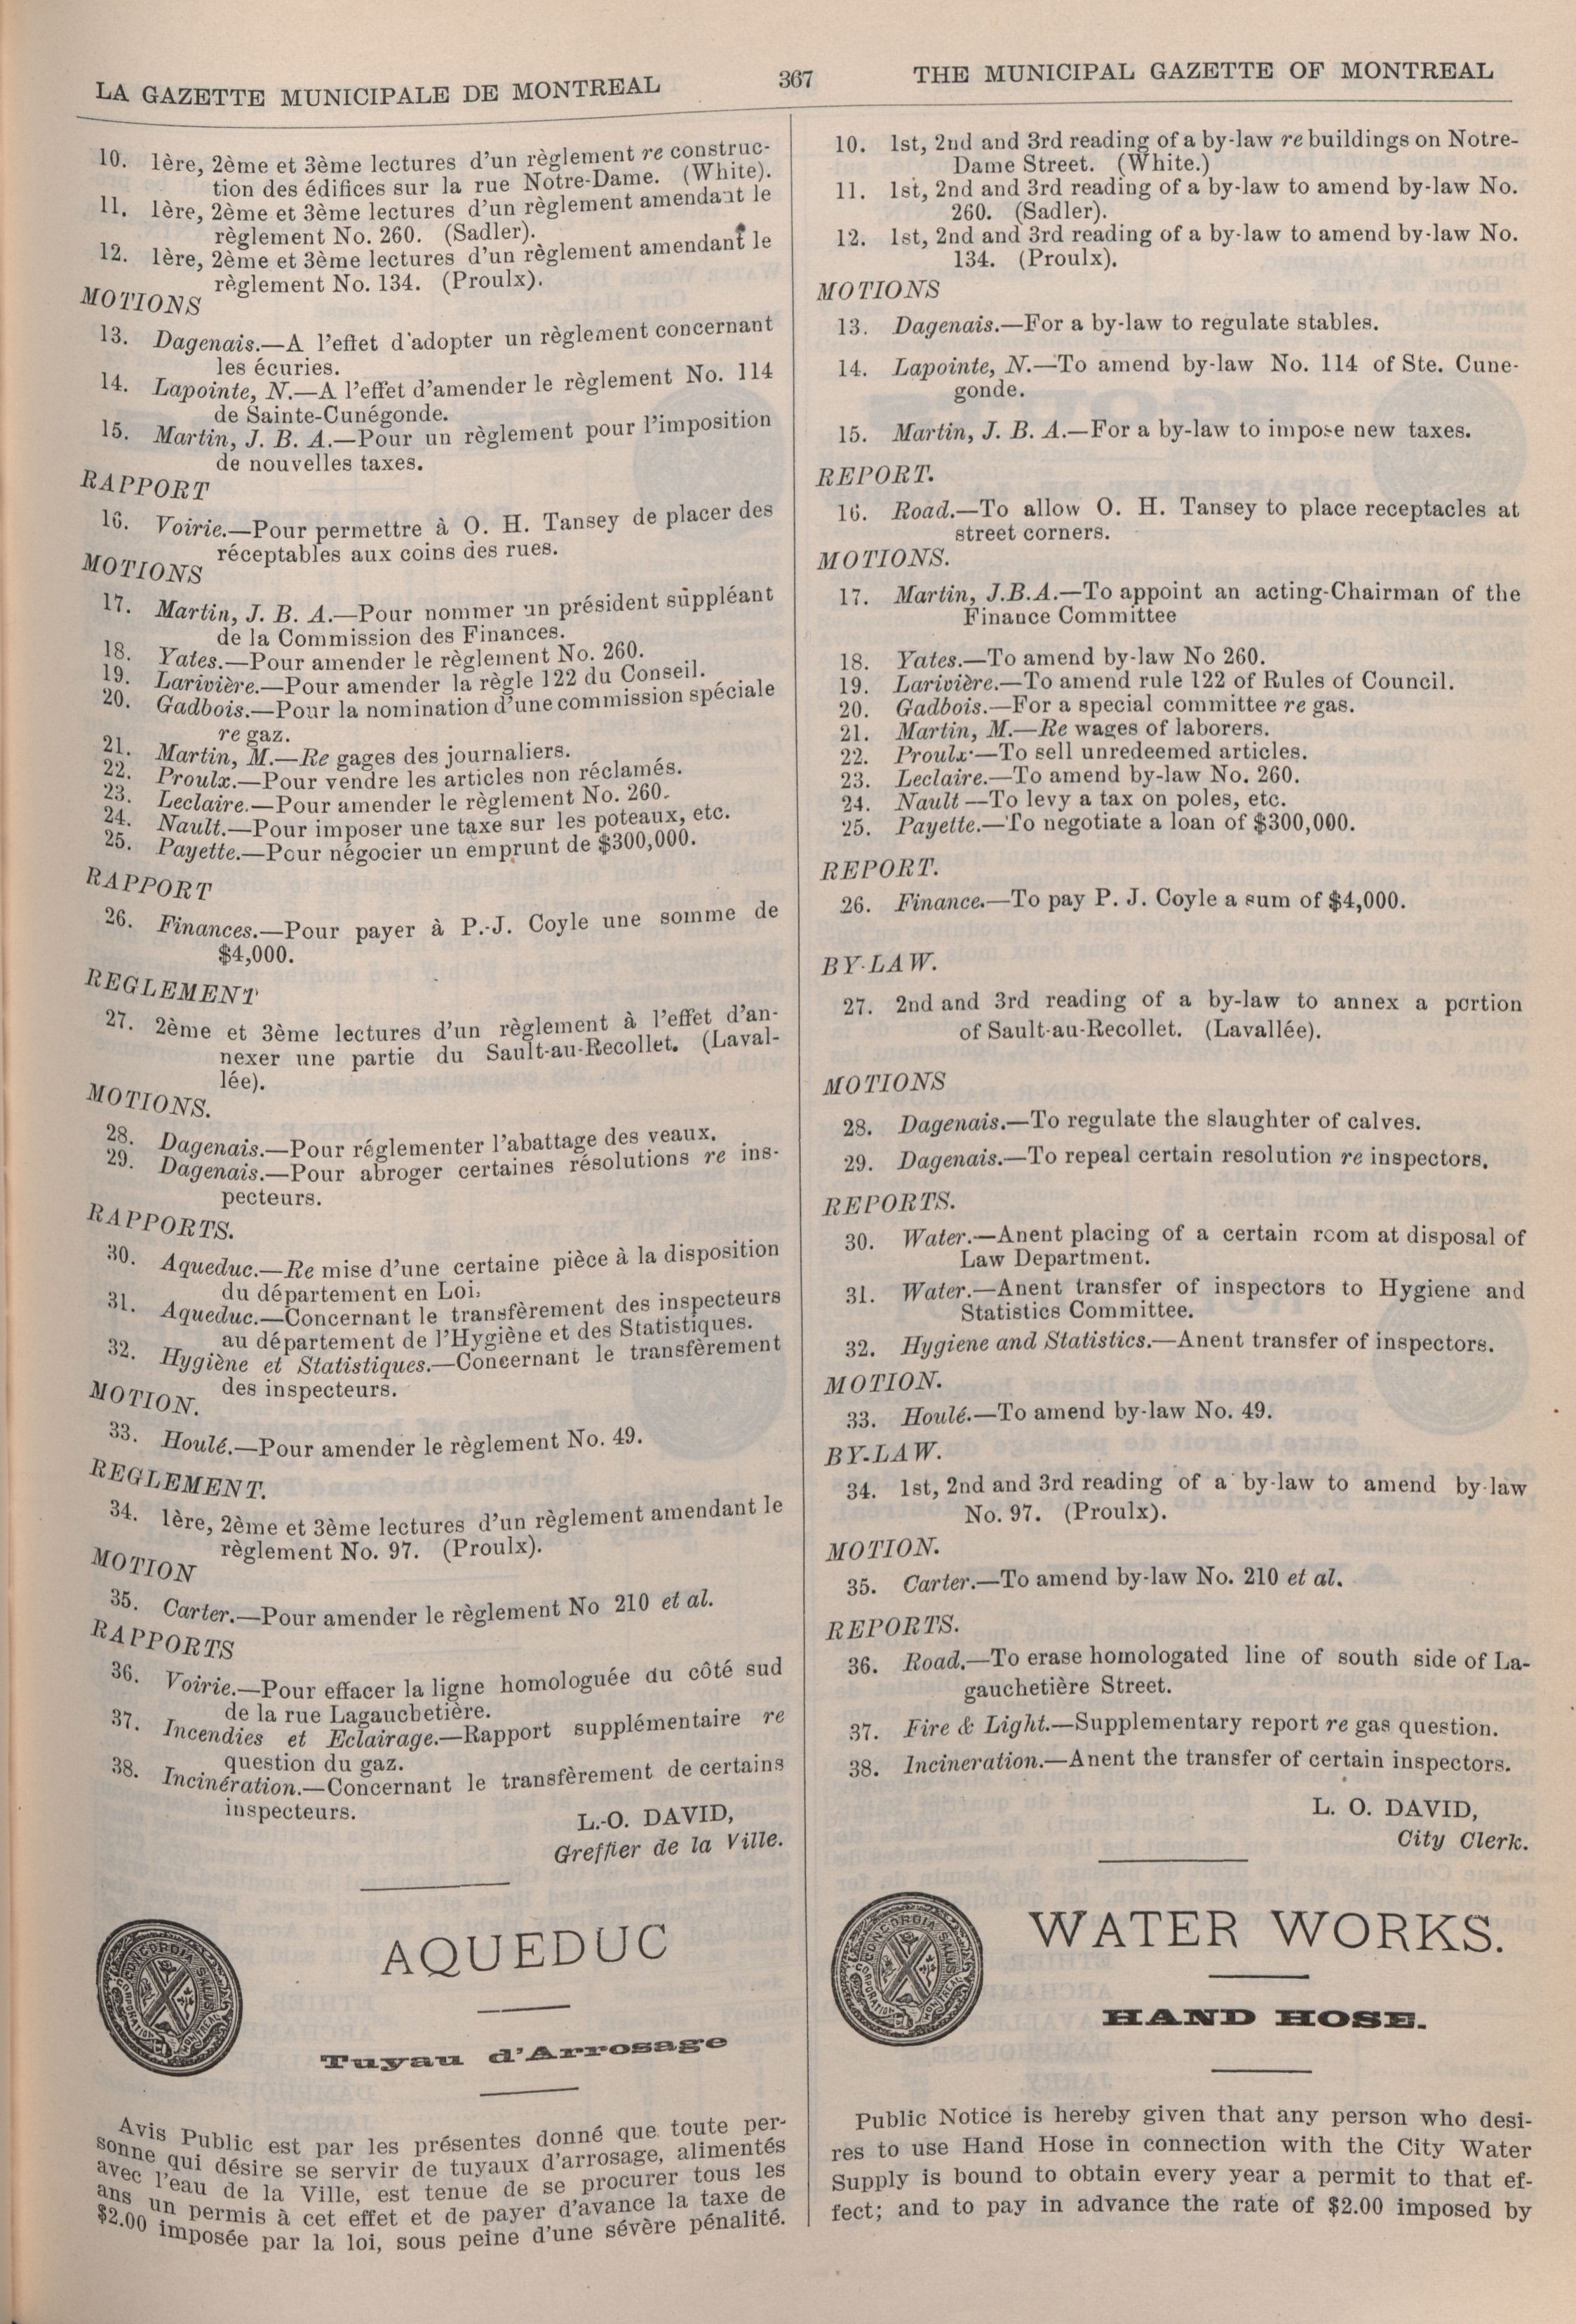 LA GAZETTE MUNICIPALE DE MONTREAL
367
THE MUNICIPAL GAZETTE OF MONTREAL
10. 1ère, 2ème et 3ème lectures d'un règlement re construc-
tion des édifices sur la rue Notre-Dame. (White).
11. 1ère, 2ème et 3ème lectures d'un règlement amendant le
règlement No. 260. (Sadler).
12. 1ère, 2ème et 3ème lectures d'un règlement amendant le
règlement No. 134. (Proulx).
MOTIONS
13. Dagenais.—A l'effet d'adopter un règlement concernant
les écuries.
14. Lapointe, N.—A l'effet d'amender le règlement No. 114
de Sainte-Cunégonde.
15. Martin, J. B. A.—Pour un règlement pour l'imposition
de nouvelles taxes.
RAPPORT
16. Voirie.—Pour permettre à O. H. Tansey de placer des
réceptables aux coins des rues.
MOTIONS
17. Martin, J. B. A.—Pour nommer un président suppléant
de la Commission des Finances.
18. Yates.—Pour amender le règlement No. 260.
19. Larivière.—Pour amender la règle 122 du Conseil.
20. Gadbois.—Pour la nomination d'une commission spéciale
re gaz.
21. Martin, M.—Re gages des journaliers.
22. Proulx.—Pour vendre les articles non réclamés.
23. Leclaire.—Pour amender le règlement No. 260.
24. Nault.—Pour imposer une taxe sur les poteaux, etc.
25. Payette.—Pour négocier un emprunt de $300,000.
RAPPORT
26. Finances.—Pour payer à P.-J. Coyle une somme de
$4,000.
REGLEMENT
27. 2ème et 3ème lectures d'un règlement à l'effet d'an-
nexer une partie du Sault-au-Recollet. (Laval-
lée).
MOTIONS.
28. Dagenais.—Pour réglementer l'abattage des veaux.
29. Dagenais.—Pour abroger certaines résolutions re ins-
pecteurs.
RAPPORTS.
30. Aqueduc.—Re mise d'une certaine pièce à la disposition
du département en Loi.
31. Aqueduc.—Concernant le transfèrement des inspecteurs
au département de l'Hygiène et des Statistiques.
32. Hygiène et Statistiques.—Concernant le transfèrement
des inspecteurs.
MOTION.
33. Houlé.—Pour amender le règlement No. 49.
REGLEMENT.
34. 1ère, 2ème et 3ème lectures d'un règlement amendant le
règlement No. 97. (Proulx).
MOTION
35. Carter.—Pour amender le règlement No 210 et al.
RAPPORTS
36. Voirie.—Pour effacer la ligne homologuée du côté sud
de la rue Lagauchetière.
37. Incendies et Eclairage.—Rapport supplémentaire re
question du gaz.
38. Incinération.—Concernant le transfèrement de certains
inspecteurs.
L.-O. DAVID,
Greffier de la Ville.
AQUEDUC
Tuyau d'Arrosage
Avis Public est par les présentes donné que toute per-
sonne qui désire se servir de tuyaux d'arrosage, alimentés
avec l'eau de la Ville, est tenue de se procurer tous les
ans un permis à cet effet et de payer d'avance la taxe de
$2.00 imposée par la loi, sous peine d'une sévère pénalité.
10. 1st, 2nd and 3rd reading of a by-law re buildings on Notre-
Dame Street. (White.)
11. 1st, 2nd and 3rd reading of a by-law to amend by-law No.
260. (Sadler).
12. 1st, 2nd and 3rd reading of a by-law to amend by-law No.
134. (Proulx).
MOTIONS
13. Dagenais.—For a by-law to regulate stables.
14. Lapointe, N.—To amend by-law No. 114 of Ste. Cune-
gonde.
15. Martin, J. B. A.—For a by-law to impose new taxes.
REPORT.
16. Road.—To allow O. H. Tansey to place receptacles at
street corners.
MOTIONS.
17. Martin, J.B.A.—To appoint an acting-Chairman of the
Finance Committee
18. Yates.—To amend by-law No 260.
19. Larivière.—To amend rule 122 of Rules of Council.
20. Gadbois.—For a special committee re gas.
21. Martin, M.—Re wages of laborers.
22. Proulx—To sell unredeemed articles.
23. Leclaire.—To amend by-law No. 260.
24. Nault—To levy a tax on poles, etc.
25. Payette.—To negotiate a loan of $300,000.
REPORT.
26. Finance.—To pay P. J. Coyle a sum of $4,000.
BY-LAW.
27. 2nd and 3rd reading of a by-law to annex a portion
of Sault-au-Recollet. (Lavallée).
MOTIONS
28. Dagenais.—To regulate the slaughter of calves.
29. Dagenais.—To repeal certain resolution re inspectors.
REPORTS.
30. Water.—Anent placing of a certain room at disposal of
Law Department.
31. Water.—Anent transfer of inspectors to Hygiene and
Statistics Committee.
32. Hygiene and Statistics.—Anent transfer of inspectors.
MOTION.
33. Houlé.—To amend by-law No. 49.
BY-LAW.
34. 1st, 2nd and 3rd reading of a by-law to amend by-law
No. 97. (Proulx).
MOTION.
35. Carter.—To amend by-law No. 210 et al.
REPORTS.
36. Road.—To erase homologated line of south side of La-
gauchetière Street.
37. Fire & Light.—Supplementary report re gas question.
38. Incineration.—Anent the transfer of certain inspectors.
L. O. DAVID,
City Clerk.
CONCORDIA SALUS
CORPORATION MONTREAL
WATER WORKS.
HAND HOSE.
Public Notice is hereby given that any person who desi-
res to use Hand Hose in connection with the City Water
Supply is bound to obtain every year a permit to that ef-
fect; and to pay in advance the rate of $2.00 imposed by